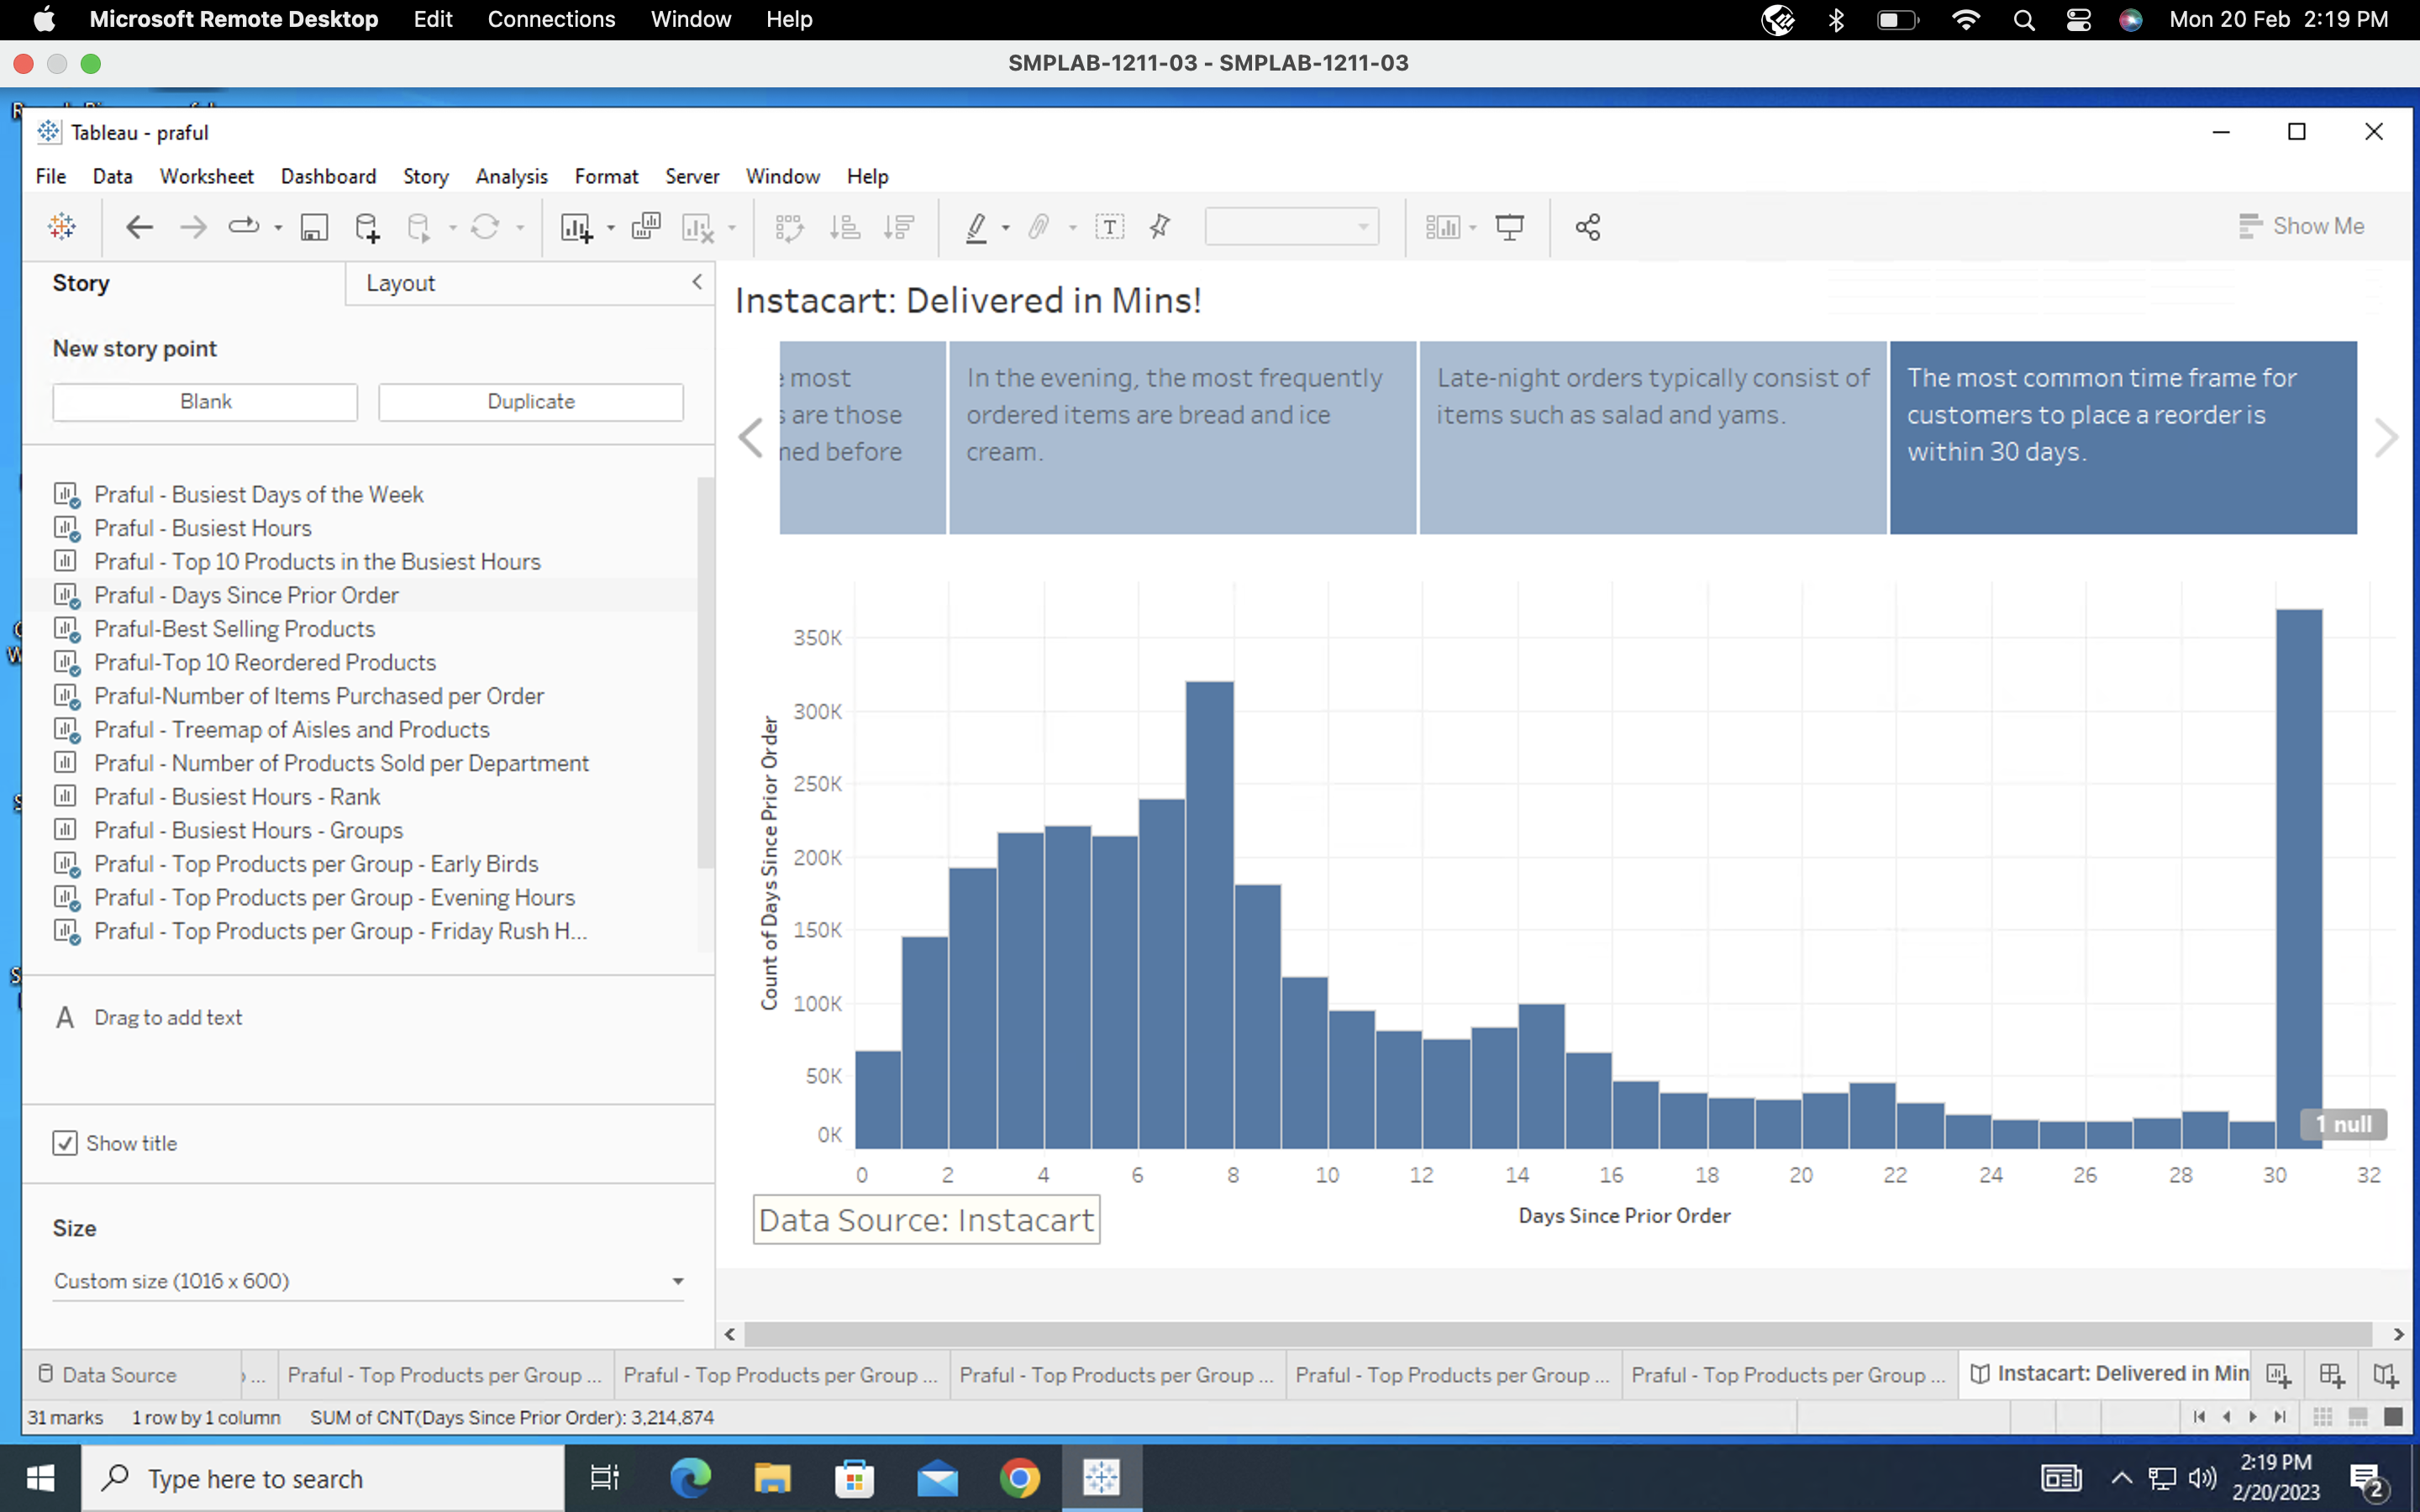 Microsoft Remote Desktop Edit Connections Window Help Mon 20 Feb 2:19 PM
SMPLAB-1211-03 - SMPLAB-1211-03
Tableau - praful
File Data Worksheet Dashboard Story Analysis Format Server Window Help
Show Me
Story Layout
New story point
Blank Duplicate
Praful - Busiest Days of the Week
Praful - Busiest Hours
Praful - Top 10 Products in the Busiest Hours
Praful - Days Since Prior Order
Praful-Best Selling Products
Praful-Top 10 Reordered Products
Praful-Number of Items Purchased per Order
Praful - Treemap of Aisles and Products
Praful - Number of Products Sold per Department
Praful - Busiest Hours - Rank
Praful - Busiest Hours - Groups
Praful - Top Products per Group - Early Birds
Praful - Top Products per Group - Evening Hours
Praful - Top Products per Group - Friday Rush H...
A Drag to add text
Show title
Size
Custom size (1016 x 600)
Instacart: Delivered in Mins!
most
are those
before
In the evening, the most frequently
ordered items are bread and ice
cream.
Late-night orders typically consist of
items such as salad and yams.
The most common time frame for
customers to place a reorder is
within 30 days.
Count of Days Since Prior Order
350K
300K
250K
200K
150K
100K
50K
0K
1 null
0 2 4 6 8 10 12 14 16 18 20 22 24 26 28 30 32
Days Since Prior Order
Data Source: Instacart
Data Source ... Praful - Top Products per Group ... Praful - Top Products per Group ... Praful - Top Products per Group ... Praful - Top Products per Group ... Praful - Top Products per Group ... Instacart: Delivered in Min
31 marks 1 row by 1 column SUM of CNT(Days Since Prior Order): 3,214,874
Type here to search
2:19 PM
2/20/2023
2